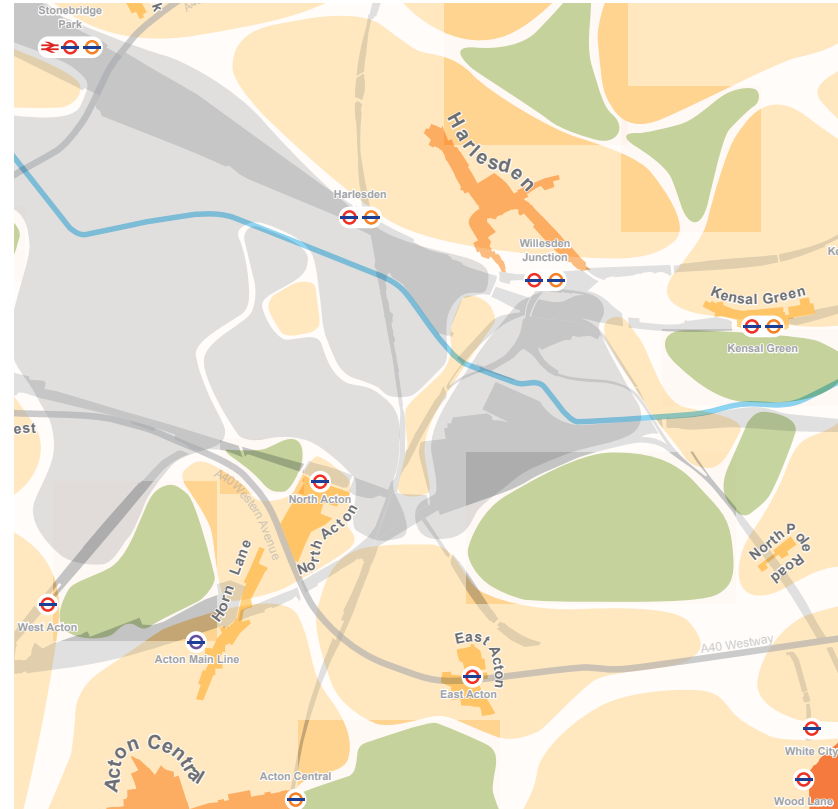 Stonebridge
Park
k
A4
Harlesden
Harlesden
Willesden
Junction
Ke
Kensal Green
Kensal Green
est
A40 Western Avenue
North Acton
North Acton
Horn Lane
North Pole
Road
West Acton
Acton Main Line
East Acton
East Acton
A40 Westway
White City
Acton Central
Acton Central
Wood Lane